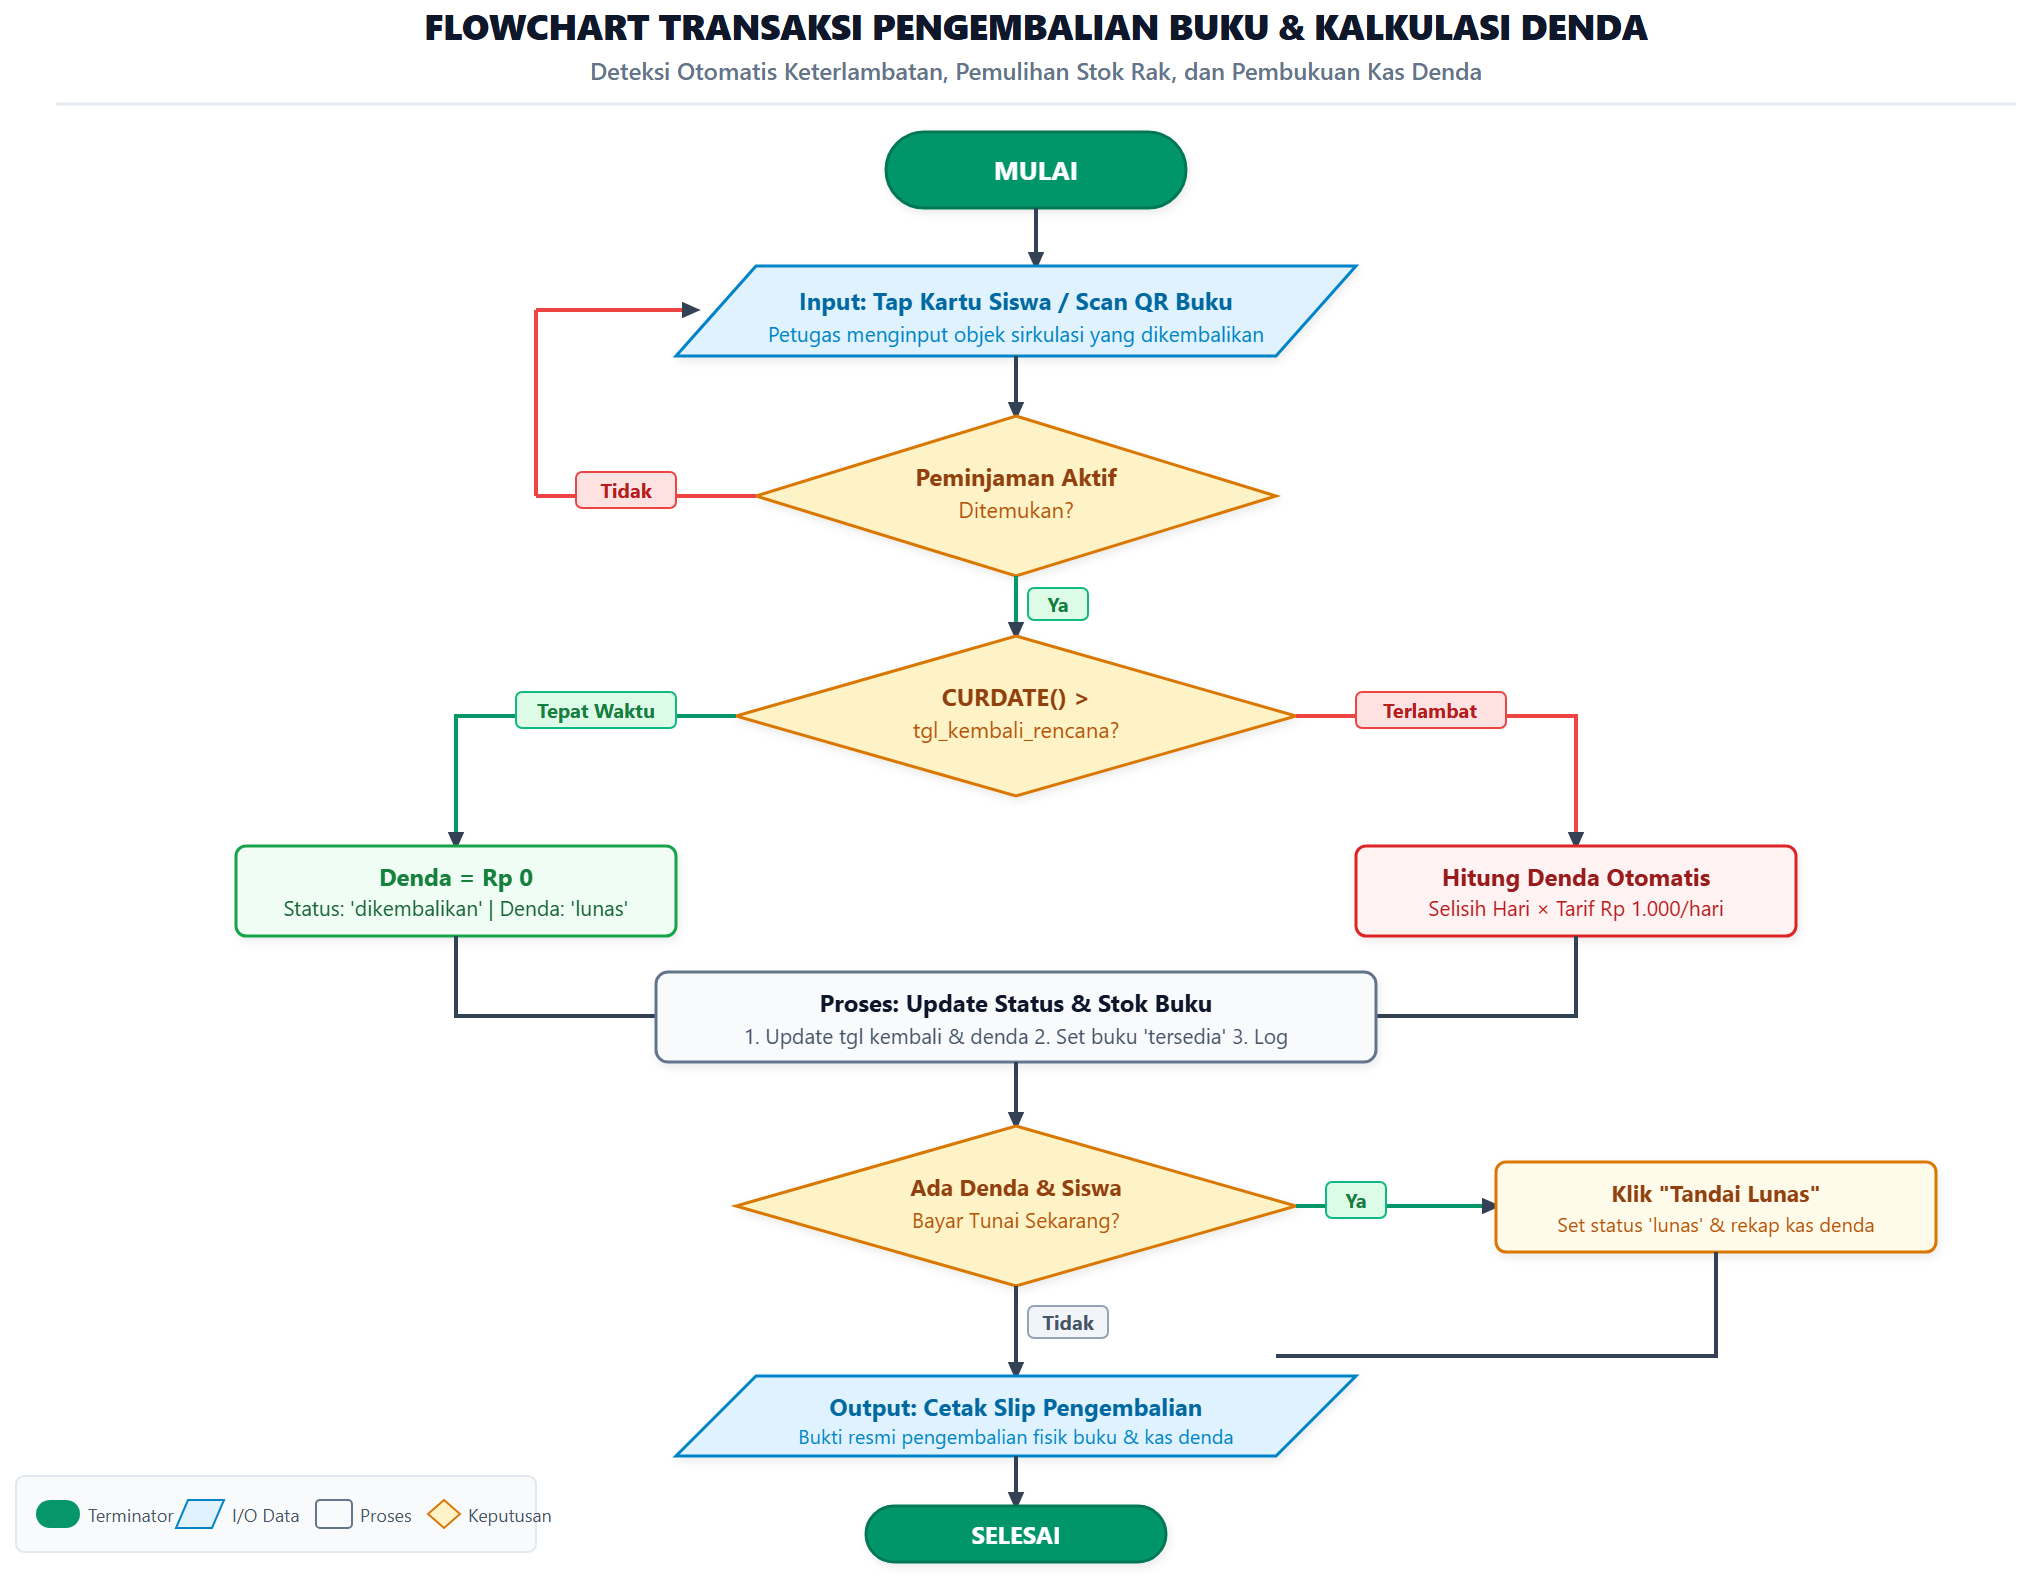 FLOWCHART TRANSAKSI PENGEMBALIAN BUKU & KALKULASI DENDA
Deteksi Otomatis Keterlambatan, Pemulihan Stok Rak, dan Pembukuan Kas Denda
MULAI
Input: Tap Kartu Siswa / Scan QR Buku
Petugas menginput objek sirkulasi yang dikembalikan
Peminjaman Aktif
Ditemukan?
Tidak
Ya
CURDATE() >
tgl_kembali_rencana?
Tepat Waktu
Terlambat
Denda = Rp 0
Status: 'dikembalikan' | Denda: 'lunas'
Hitung Denda Otomatis
Selisih Hari × Tarif Rp 1.000/hari
Proses: Update Status & Stok Buku
1. Update tgl kembali & denda 2. Set buku 'tersedia' 3. Log
Ada Denda & Siswa
Bayar Tunai Sekarang?
Ya
Klik "Tandai Lunas"
Set status 'lunas' & rekap kas denda
Tidak
Output: Cetak Slip Pengembalian
Bukti resmi pengembalian fisik buku & kas denda
Terminator
I/O Data
Proses
Keputusan
SELESAI